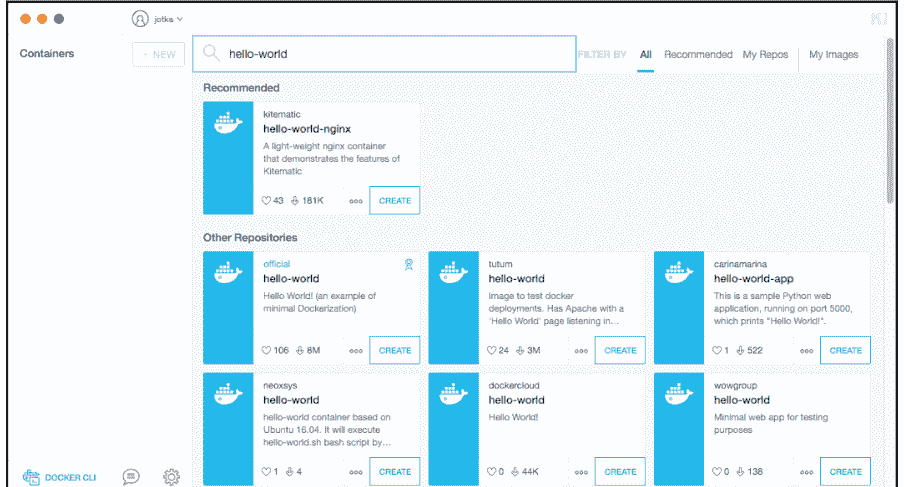 jotka
Containers
+ NEW
hello-world
FILTER BY All Recommended My Repos My Images
Recommended
kitematic
hello-world-nginx
A light-weight nginx container
that demonstrates the features of
Kitematic
43 181K
CREATE
Other Repositories
official
hello-world
Hello World! (an example of
minimal Dockerization)
106 8M
CREATE
tutum
hello-world
Image to test docker
deployments. Has Apache with a
'Hello World' page listening in...
24 3M
CREATE
carinamarina
hello-world-app
This is a sample Python web
application, running on port 5000,
which prints "Hello World!".
1 522
CREATE
neoxsys
hello-world
hello-world container based on
Ubuntu 16.04. It will execute
hello-world.sh bash script by...
1 4
CREATE
dockercloud
hello-world
Hello World!
0 44K
CREATE
wowgroup
hello-world
Minimal web app for testing
purposes
0 138
CREATE
DOCKER CLI